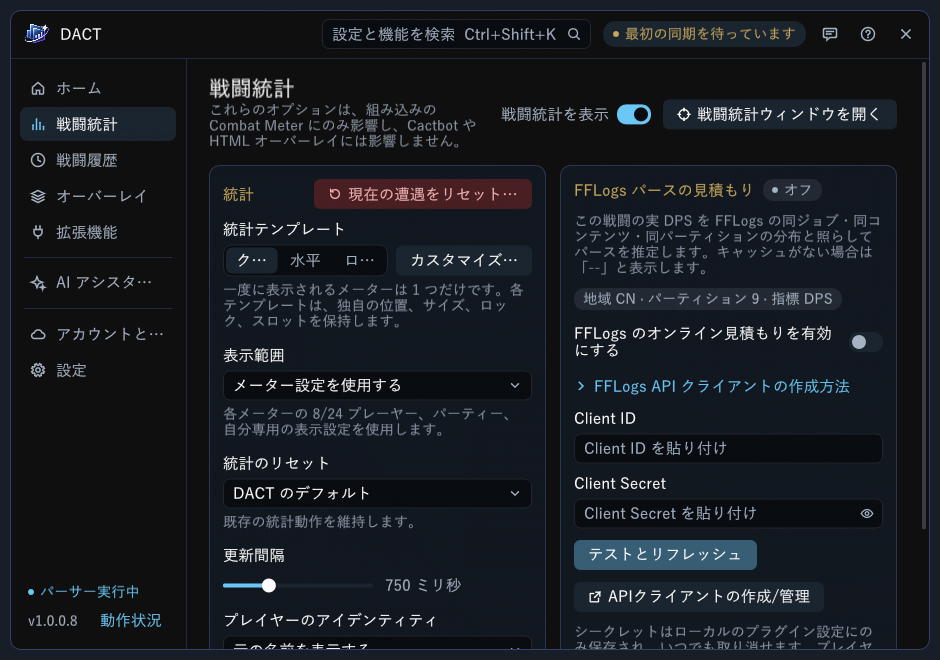 DACT
設定と機能を検索 Ctrl+Shift+K
最初の同期を待っています
ホーム
戦闘統計
戦闘履歴
オーバーレイ
拡張機能
AI アシスタ…
アカウントと…
設定
パーサー実行中
v1.0.0.8 動作状況
戦闘統計
これらのオプションは、組み込みの
Combat Meter にのみ影響し、Cactbot や
HTML オーバーレイには影響しません。
戦闘統計を表示
戦闘統計ウィンドウを開く
統計
現在の遭遇をリセット…
統計テンプレート
ク… 水平 ロ…
カスタマイズ…
一度に表示されるメーターは 1 つだけです。各
テンプレートは、独自の位置、サイズ、ロッ
ク、スロットを保持します。
表示範囲
メーター設定を使用する
各メーターの 8/24 プレーヤー、パーティー、
自分専用の表示設定を使用します。
統計のリセット
DACT のデフォルト
既存の統計動作を維持します。
更新間隔
750 ミリ秒
プレイヤーのアイデンティティ
FFLogs パースの見積もり
オフ
この戦闘の実 DPS を FFLogs の同ジョブ・同コ
ンテンツ・同パーティションの分布と照らして
パースを推定します。キャッシュがない場合は
「--」と表示します。
地域 CN · パーティション 9 · 指標 DPS
FFLogs のオンライン見積もりを有効
にする
FFLogs API クライアントの作成方法
Client ID
Client ID を貼り付け
Client Secret
Client Secret を貼り付け
テストとリフレッシュ
APIクライアントの作成/管理
シークレットはローカルのプラグイン設定にの
み保存され、いつでも取り消せます。プレイヤ